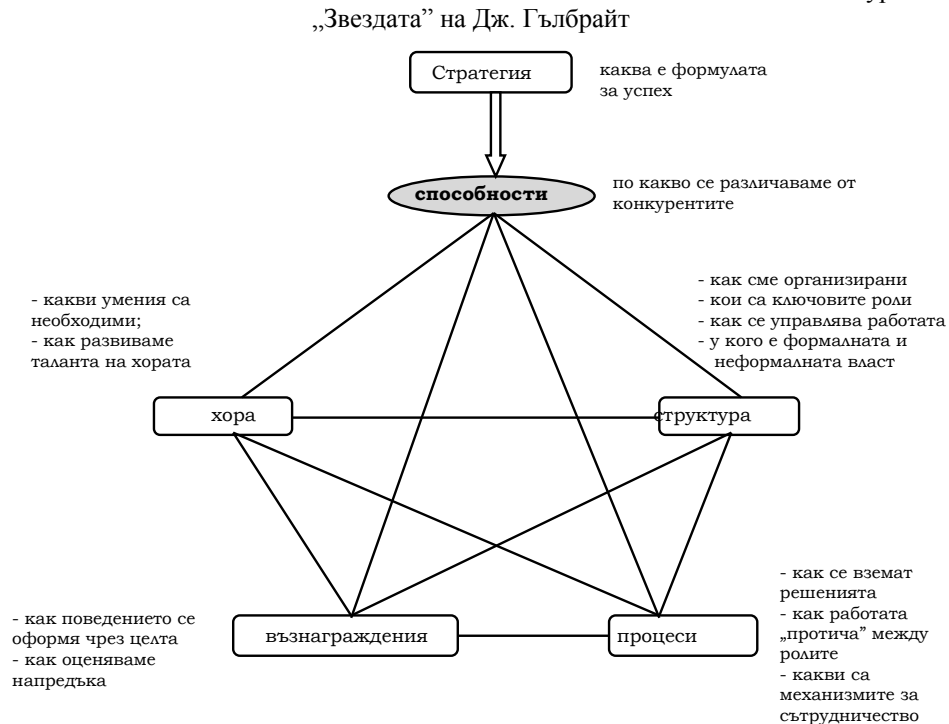 „Звездата” на Дж. Гълбрайт
Стратегия
каква е формулата
за успех
способности
по какво се различаваме от
конкурентите
- какви умения са
необходими;
- как развиваме
таланта на хората
- как сме организирани
- кои са ключовите роли
- как се управлява работата
- у кого е формалната и
неформалната власт
хора
структура
- как поведението се
оформя чрез целта
- как оценяваме
напредъка
възнаграждения
процеси
- как се вземат
решенията
- как работата
„протича” между
ролите
- какви са
механизмите за
сътрудничество